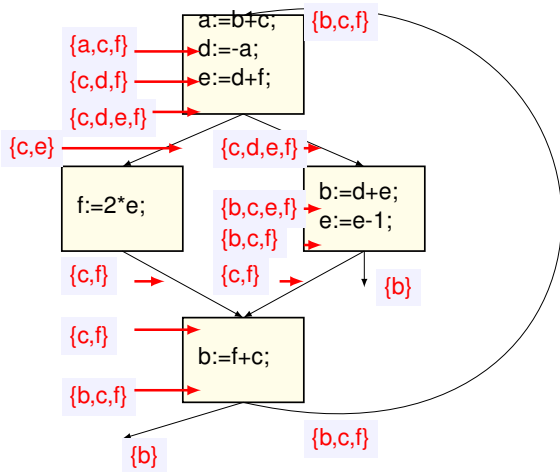 a:=b+c;
{b,c,f}
{a,c,f}
d:=-a;
{c,d,f}
e:=d+f;
{c,d,e,f}
{c,e}
{c,d,e,f}
f:=2*e;
b:=d+e;
{b,c,e,f}
e:=e-1;
{b,c,f}
{c,f}
{c,f}
{b}
{c,f}
b:=f+c;
{b,c,f}
{b,c,f}
{b}